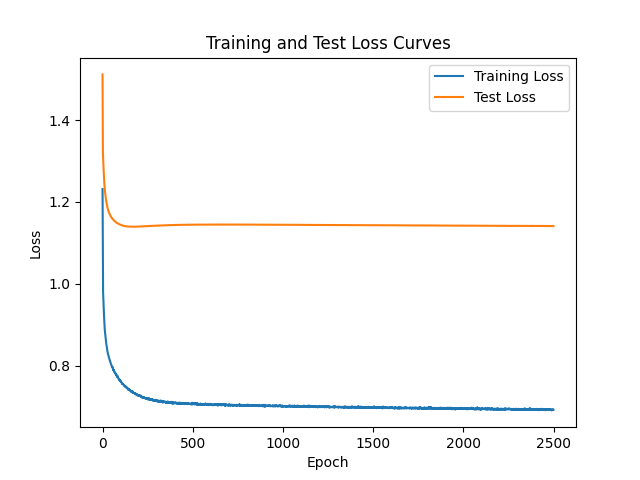 Training and Test Loss Curves
Training Loss
Test Loss
1.4
1.2
1.0
0.8
Loss
0 500 1000 1500 2000 2500
Epoch